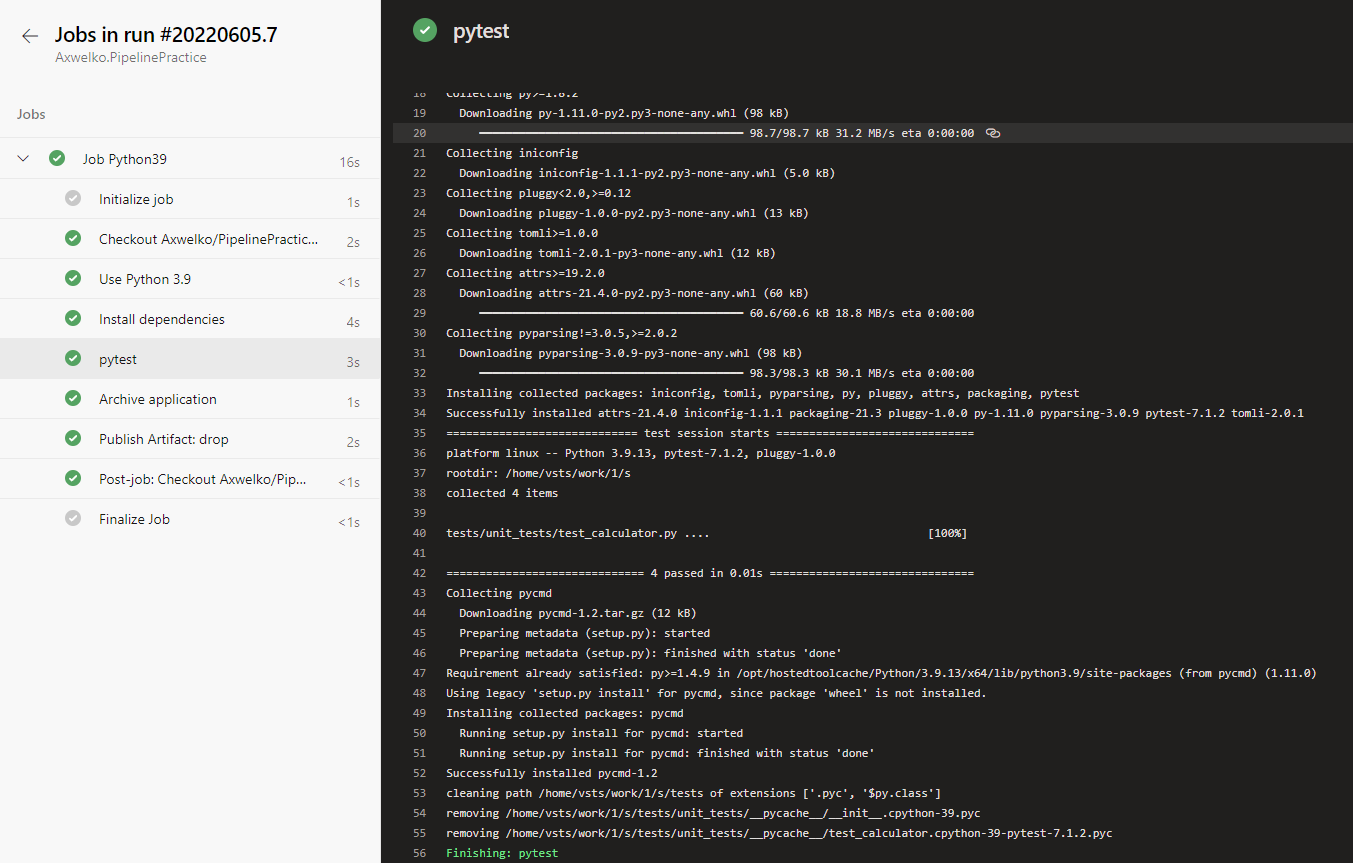 Jobs in run #20220605.7
Axwelko.PipelinePractice
Jobs
Job Python39 16s
Initialize job 1s
Checkout Axwelko/PipelinePractic... 2s
Use Python 3.9 <1s
Install dependencies 4s
pytest 3s
Archive application 1s
Publish Artifact: drop 2s
Post-job: Checkout Axwelko/Pip... <1s
Finalize Job <1s
pytest
18 Collecting py>=1.8.2
19 Downloading py-1.11.0-py2.py3-none-any.whl (98 kB)
20 ━━━━━━━━━━━━━━━━━━━━━━━━━━━━━━━━━━━━━━━━ 98.7/98.7 kB 31.2 MB/s eta 0:00:00
21 Collecting iniconfig
22 Downloading iniconfig-1.1.1-py2.py3-none-any.whl (5.0 kB)
23 Collecting pluggy<2.0,>=0.12
24 Downloading pluggy-1.0.0-py2.py3-none-any.whl (13 kB)
25 Collecting tomli>=1.0.0
26 Downloading tomli-2.0.1-py3-none-any.whl (12 kB)
27 Collecting attrs>=19.2.0
28 Downloading attrs-21.4.0-py2.py3-none-any.whl (60 kB)
29 ━━━━━━━━━━━━━━━━━━━━━━━━━━━━━━━━━━━━━━━━ 60.6/60.6 kB 18.8 MB/s eta 0:00:00
30 Collecting pyparsing!=3.0.5,>=2.0.2
31 Downloading pyparsing-3.0.9-py3-none-any.whl (98 kB)
32 ━━━━━━━━━━━━━━━━━━━━━━━━━━━━━━━━━━━━━━━━ 98.3/98.3 kB 30.1 MB/s eta 0:00:00
33 Installing collected packages: iniconfig, tomli, pyparsing, py, pluggy, attrs, packaging, pytest
34 Successfully installed attrs-21.4.0 iniconfig-1.1.1 packaging-21.3 pluggy-1.0.0 py-1.11.0 pyparsing-3.0.9 pytest-7.1.2 tomli-2.0.1
35 ============================= test session starts ==============================
36 platform linux -- Python 3.9.13, pytest-7.1.2, pluggy-1.0.0
37 rootdir: /home/vsts/work/1/s
38 collected 4 items
39
40 tests/unit_tests/test_calculator.py .... [100%]
41
42 ============================== 4 passed in 0.01s ===============================
43 Collecting pycmd
44 Downloading pycmd-1.2.tar.gz (12 kB)
45 Preparing metadata (setup.py): started
46 Preparing metadata (setup.py): finished with status 'done'
47 Requirement already satisfied: py>=1.4.9 in /opt/hostedtoolcache/Python/3.9.13/x64/lib/python3.9/site-packages (from pycmd) (1.11.0)
48 Using legacy 'setup.py install' for pycmd, since package 'wheel' is not installed.
49 Installing collected packages: pycmd
50 Running setup.py install for pycmd: started
51 Running setup.py install for pycmd: finished with status 'done'
52 Successfully installed pycmd-1.2
53 cleaning path /home/vsts/work/1/s/tests of extensions ['.pyc', '$py.class']
54 removing /home/vsts/work/1/s/tests/unit_tests/__pycache__/__init__.cpython-39.pyc
55 removing /home/vsts/work/1/s/tests/unit_tests/__pycache__/test_calculator.cpython-39-pytest-7.1.2.pyc
56 Finishing: pytest